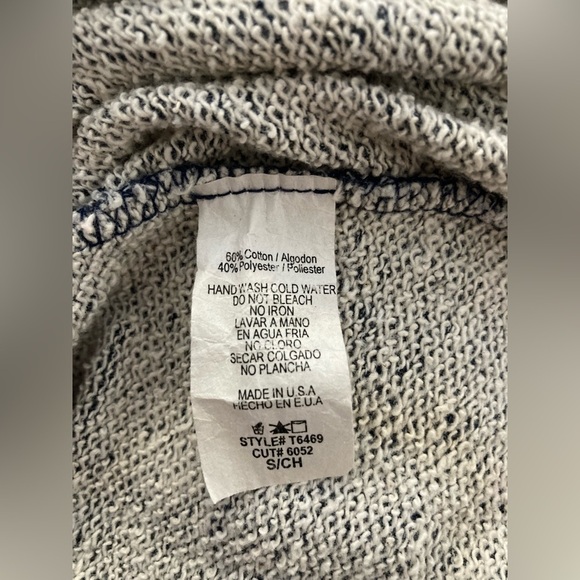 60% Cotton / Algodon
40% Polyester / Poliester
HAND WASH COLD WATER
DO NOT BLEACH
NO IRON
LAVAR A MANO
EN AGUA FRIA
NO CLORO
SECAR COLGADO
NO PLANCHA
MADE IN U.S.A
HECHO EN E.U.A
STYLE# T6469
CUT# 6052
S/CH